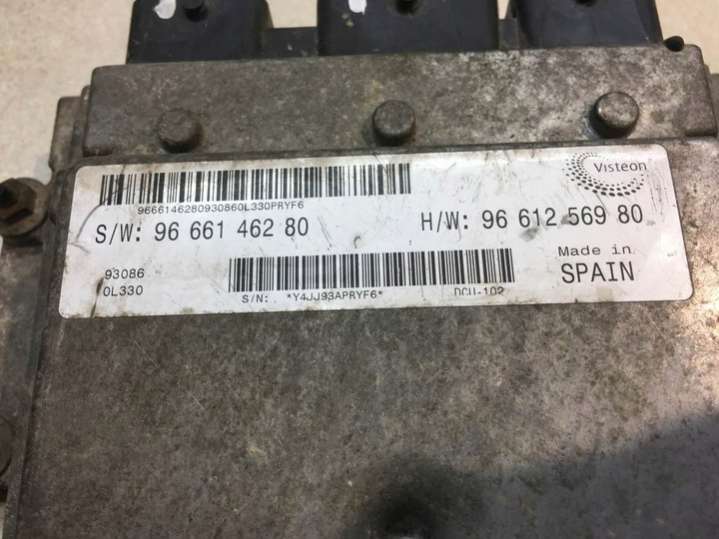 Visteon
9666146280930860L330PRYF6
S/W: 96 661 462 80 H/W: 96 612 569 80
93086
0L330
S/N: *Y4JJ93APRYF6* DCU-102
Made in
SPAIN